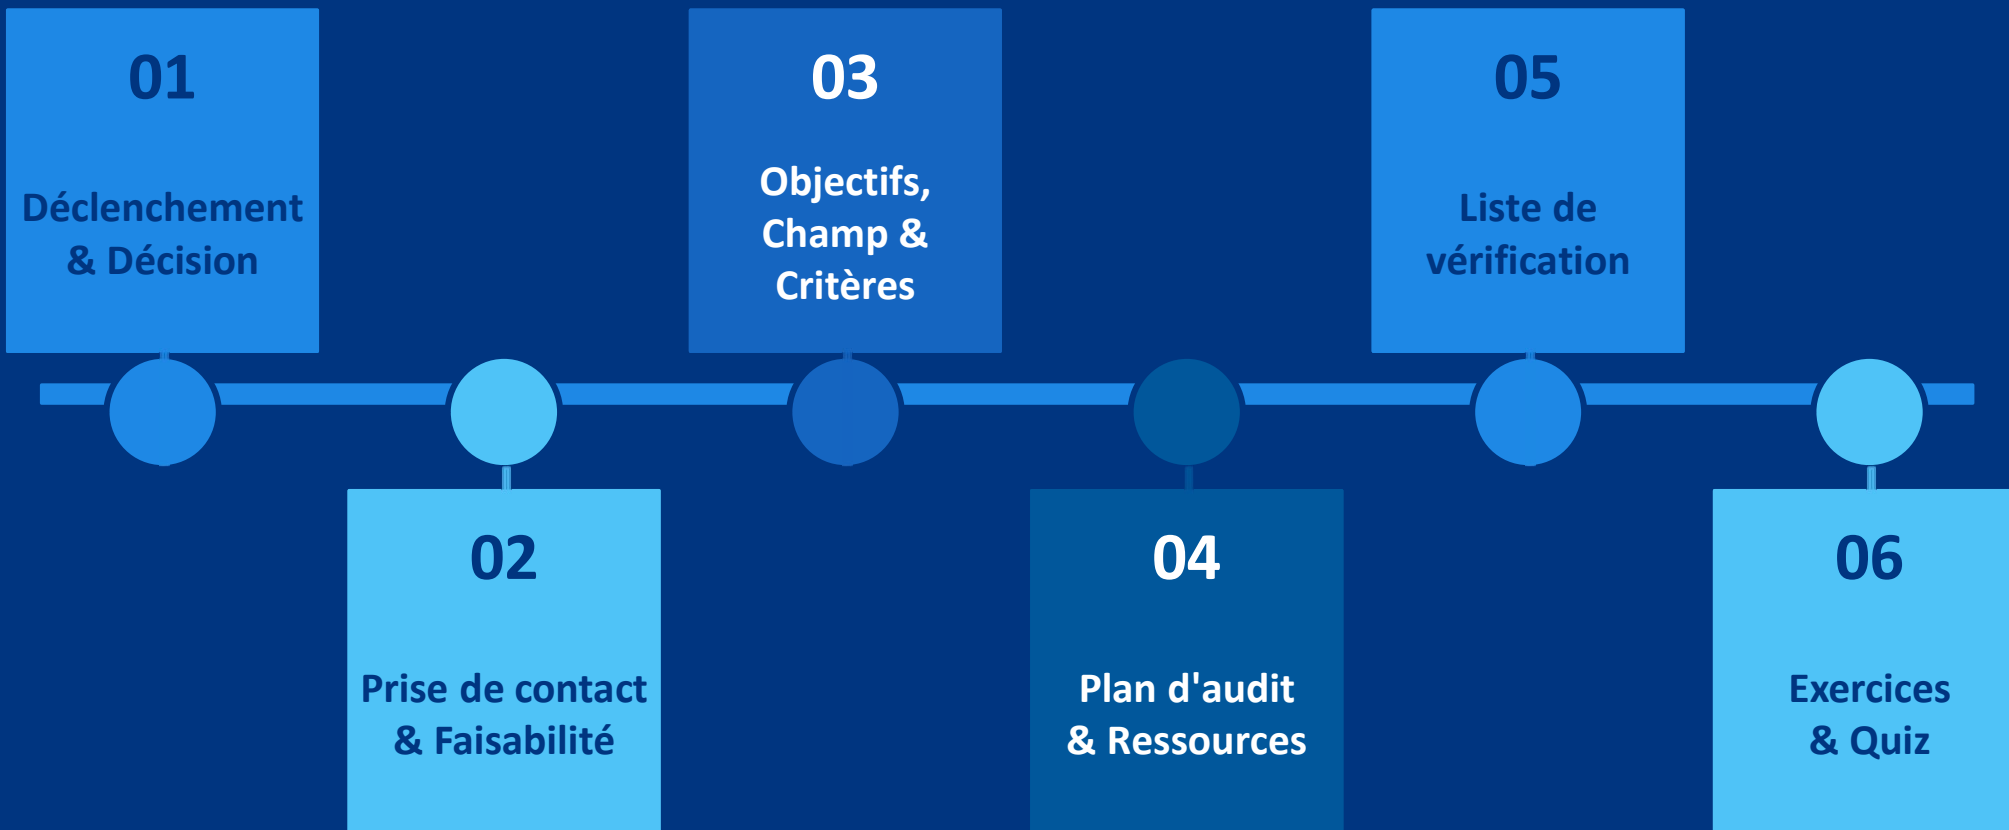 01
Déclenchement
& Décision
02
Prise de contact
& Faisabilité
03
Objectifs,
Champ &
Critères
04
Plan d'audit
& Ressources
05
Liste de
vérification
06
Exercices
& Quiz